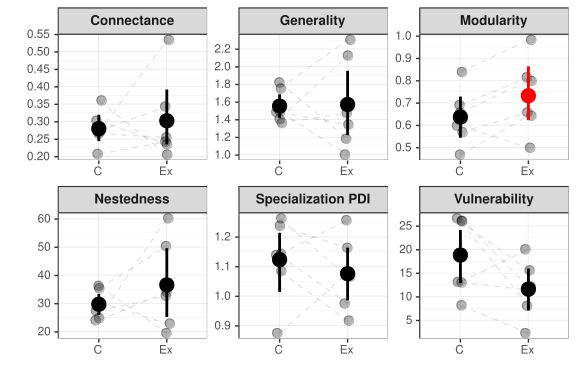 Connectance
0.55
0.50
0.45
0.40
0.35
0.30
0.25
0.20
C Ex
Generality
2.2
2.0
1.8
1.6
1.4
1.2
1.0
C Ex
Modularity
1.0
0.9
0.8
0.7
0.6
0.5
C Ex
Nestedness
60
50
40
30
20
C Ex
Specialization PDI
1.2
1.1
1.0
0.9
C Ex
Vulnerability
25
20
15
10
5
C Ex